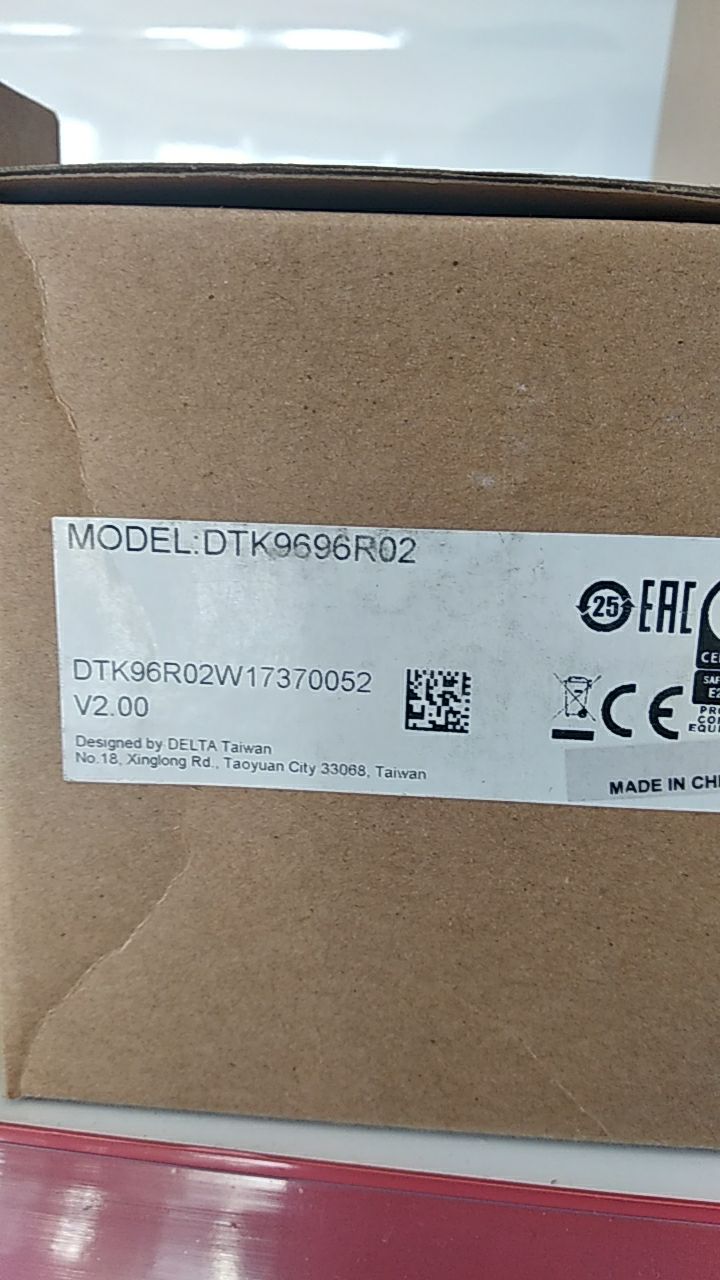 MODEL:DTK9696R02
25
EAC
DTK96R02W17370052
V2.00
CE
Designed by DELTA Taiwan
No.18, Xinglong Rd., Taoyuan City 33068, Taiwan
MADE IN